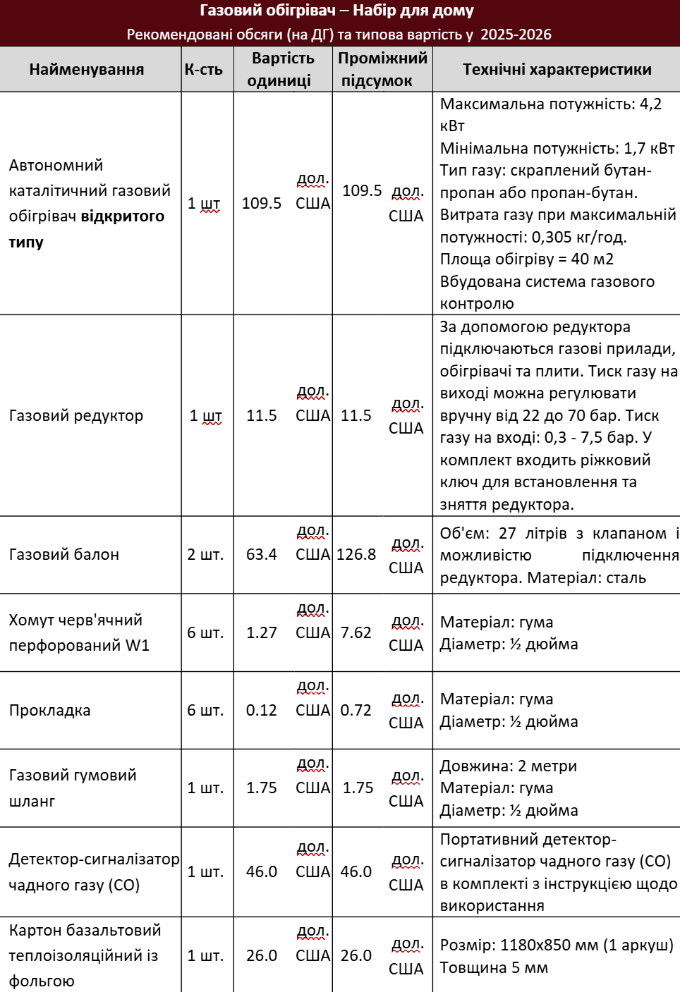 Газовий обігрівач – Набір для дому
Рекомендовані обсяги (на ДГ) та типова вартість у 2025-2026
Найменування К-сть Вартість одиниці Проміжний підсумок Технічні характеристики
Автономний
каталітичний газовий
обігрівач відкритого
типу
1 шт
109.5 дол.
США
109.5 дол.
США
Максимальна потужність: 4,2
кВт
Мінімальна потужність: 1,7 кВт
Тип газу: скраплений бутан-
пропан або пропан-бутан.
Витрата газу при максимальній
потужності: 0,305 кг/год.
Площа обігріву = 40 м2
Вбудована система газового
контролю
Газовий редуктор
1 шт
11.5 дол.
США
11.5 дол.
США
За допомогою редуктора
підключаються газові прилади,
обігрівачі та плити. Тиск газу на
виході можна регулювати
вручну від 22 до 70 бар. Тиск
газу на вході: 0,3 - 7,5 бар. У
комплект входить ріжковий
ключ для встановлення та
зняття редуктора.
Газовий балон
2 шт.
63.4 дол.
США
126.8 дол.
США
Об'єм: 27 літрів з клапаном і
можливістю підключення
редуктора. Матеріал: сталь
Хомут черв'ячний
перфорований W1
6 шт.
1.27 дол.
США
7.62 дол.
США
Матеріал: гума
Діаметр: ½ дюйма
Прокладка
6 шт.
0.12 дол.
США
0.72 дол.
США
Матеріал: гума
Діаметр: ½ дюйма
Газовий гумовий
шланг
1 шт.
1.75 дол.
США
1.75 дол.
США
Довжина: 2 метри
Матеріал: гума
Діаметр: ½ дюйма
Детектор-сигналізатор
чадного газу (СО)
1 шт.
46.0 дол.
США
46.0 дол.
США
Портативний детектор-
сигналізатор чадного газу (СО)
в комплекті з інструкцією щодо
використання
Картон базальтовий
теплоізоляційний із
фольгою
1 шт.
26.0 дол.
США
26.0 дол.
США
Розмір: 1180х850 мм (1 аркуш)
Товщина 5 мм